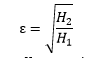 ε = √(H₂/H₁)